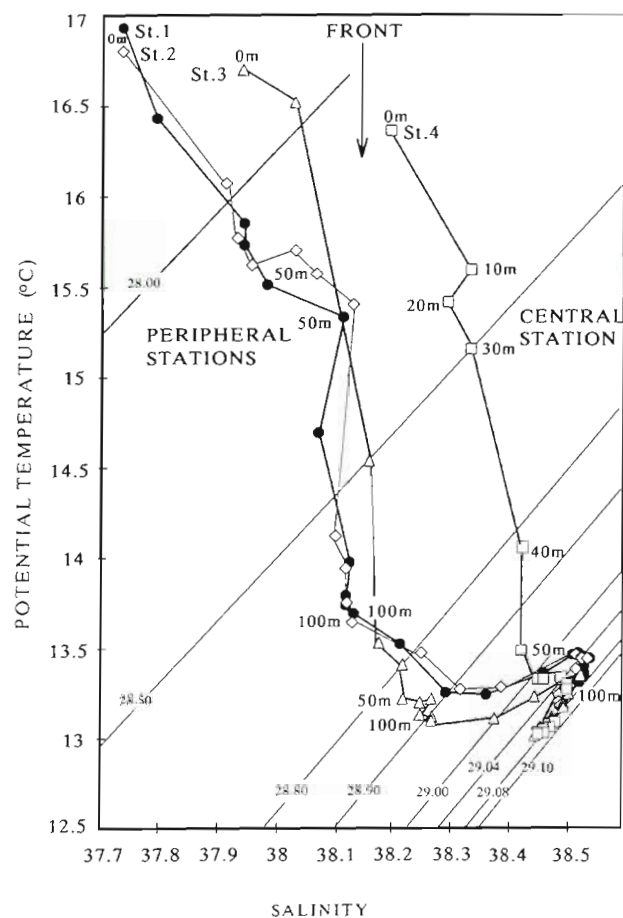 17
16.5
16
15.5
15
14.5
14
13.5
13
12.5
POTENTIAL TEMPERATURE (ºC)
St.1
0m
St.2
0m
St.3
FRONT
0m
St.4
10m
20m
30m
40m
50m
100m
28.00
50m
50m
PERIPHERAL
STATIONS
CENTRAL
STATION
100m
100m
50m
100m
28.50
28.80
28.90
29.00
29.04
29.08
29.10
37.7 37.8 37.9 38 38.1 38.2 38.3 38.4 38.5
SALINITY